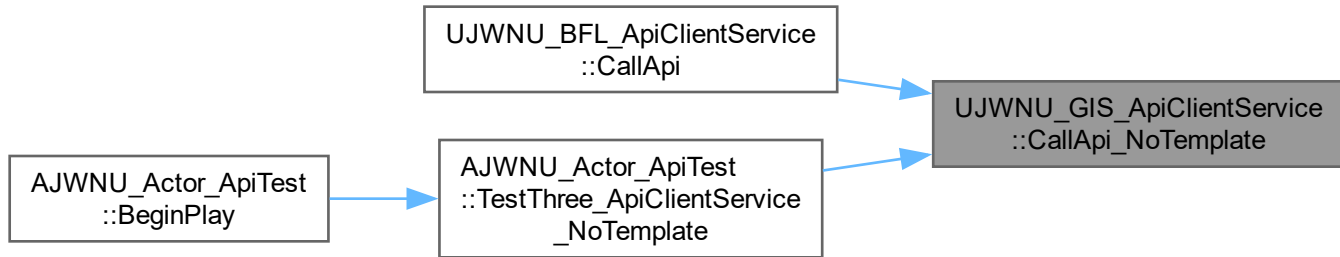 UJWNU_BFL_ApiClientService
::CallApi
UJWNU_GIS_ApiClientService
::CallApi_NoTemplate
AJWNU_Actor_ApiTest
::TestThree_ApiClientService
_NoTemplate
AJWNU_Actor_ApiTest
::BeginPlay